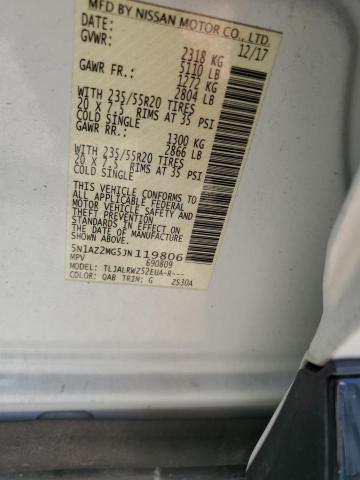 MFD BY NISSAN MOTOR CO., LTD.
DATE: 12/17
GVWR: 2318 KG
5110 LB
GAWR FR.: 1272 KG
2804 LB
WITH 235/55R20 TIRES
20 X 7.5 RIMS AT 35 PSI
COLD SINGLE
GAWR RR.: 1300 KG
2866 LB
WITH 235/55R20 TIRES
20 X 7.5 RIMS AT 35 PSI
COLD SINGLE
THIS VEHICLE CONFORMS TO
ALL APPLICABLE FEDERAL
MOTOR VEHICLE SAFETY AND
THEFT PREVENTION STANDARDS
IN EFFECT ON THE DATE OF
MANUFACTURE SHOWN ABOVE.
5N1AZ2MG5JN119806
MPV 690809
MODEL: TLJALRWZ52EUA-R---
COLOR: QAB TRIM: G ZS30A